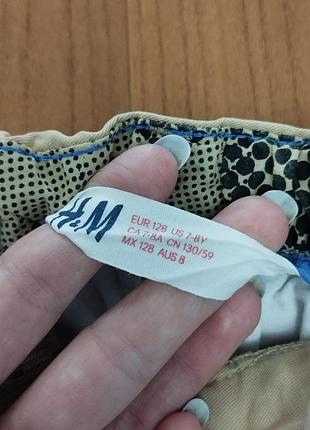 H&M
EUR 128 US 7-8Y
CA 7-8A CN 130/59
MX 128 AUS 8